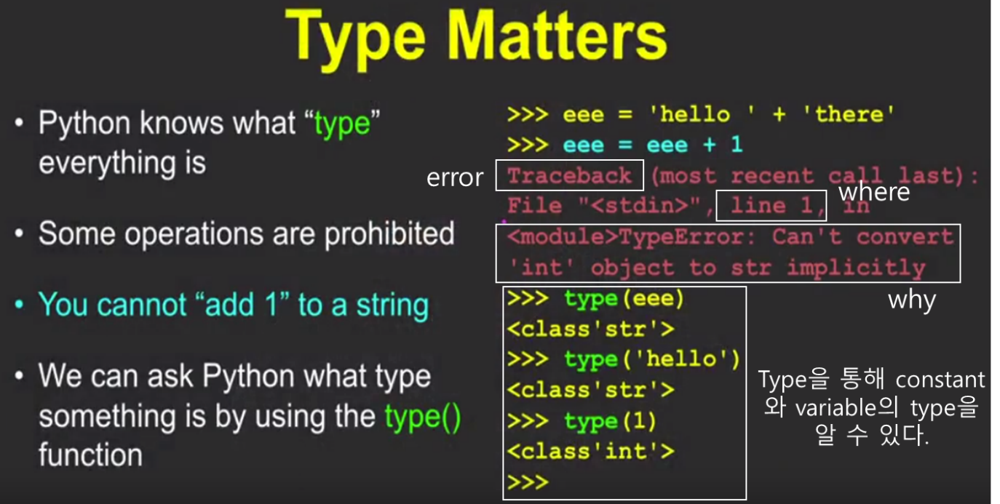 Type Matters
• Python knows what “type”
everything is
• Some operations are prohibited
• You cannot “add 1” to a string
• We can ask Python what type
something is by using the type()
function
>>> eee = 'hello ' + 'there'
>>> eee = eee + 1
error
Traceback (most recent call last):
where
File "<stdin>", line 1, in
<module>TypeError: Can't convert
'int' object to str implicitly
why
>>> type(eee)
<class'str'>
>>> type('hello')
<class'str'>
>>> type(1)
<class'int'>
>>>
Type을 통해 constant
와 variable의 type을
알 수 있다.